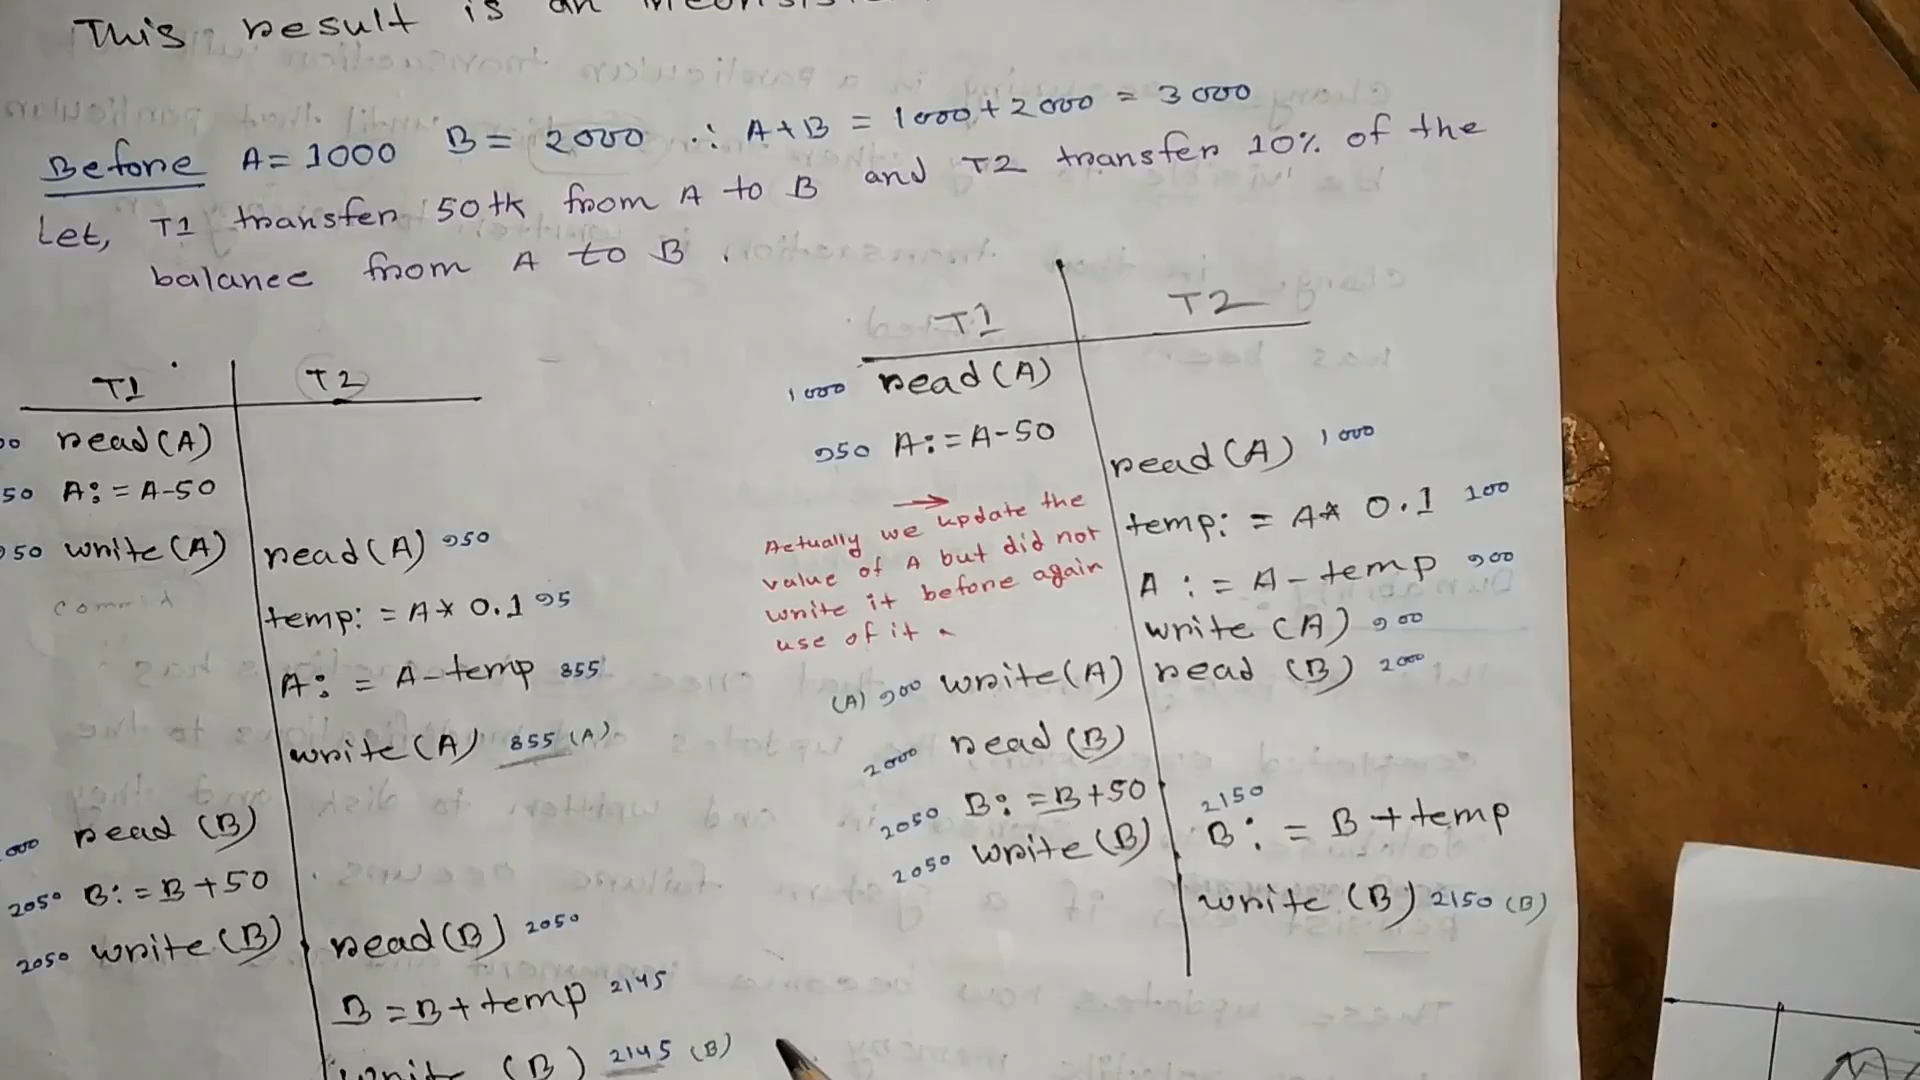 This result is an
Before A = 1000 B = 2000 ∴ A+B = 1000+2000 = 3000
Let, T1 transfer 50tk from A to B and T2 transfer 10% of the
balance from A to B.
T1 T2
read(A)
50 A := A-50
50 write(A) read(A) 950
commit
temp := A* 0.1 95
A := A-temp 855
write(A) 855 (A)
read (B)
2050 B := B+50
2050 write(B) read(B) 2050
B = B+temp 2145
write (B) 2145 (B)
T1 T2
1000 read(A)
950 A := A-50
read(A) 1000
temp := A* 0.1 100
A := A-temp 900
write (A) 900
→
Actually we update the
value of A but did not
write it before again
use of it
(A) 900 write(A) read (B) 2000
2000 read (B)
2050 B := B+50
2150
2050 write(B) B := B+temp
write (B) 2150 (B)